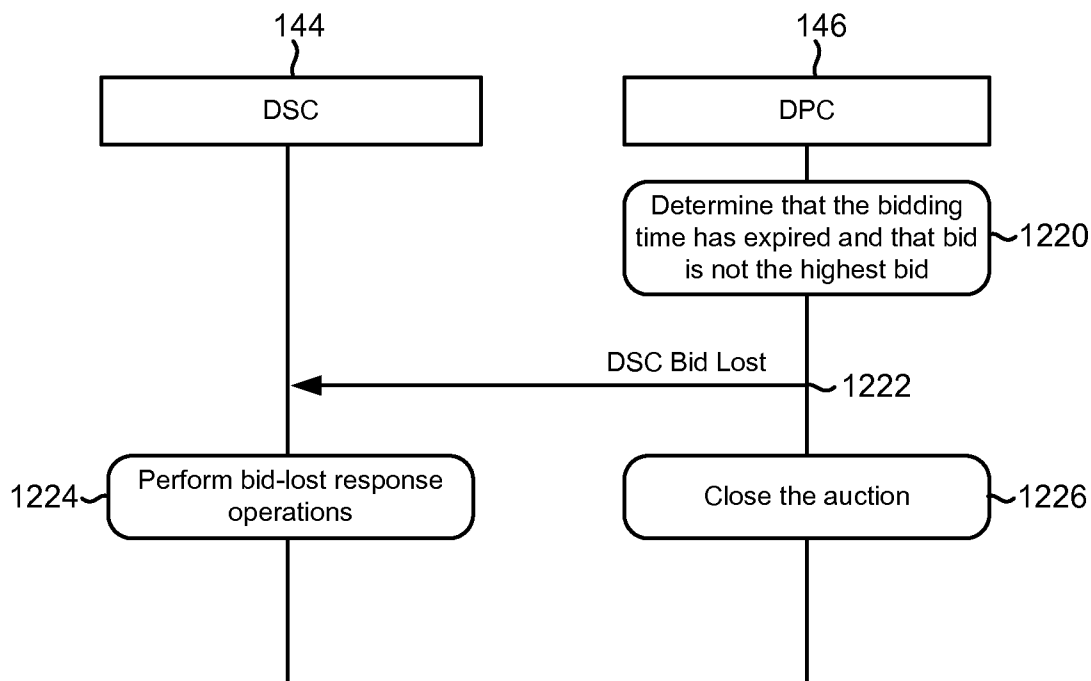 144
146
DSC
DPC
Determine that the bidding
time has expired and that bid
is not the highest bid
1220
DSC Bid Lost
1222
1224
Perform bid-lost response
operations
Close the auction
1226